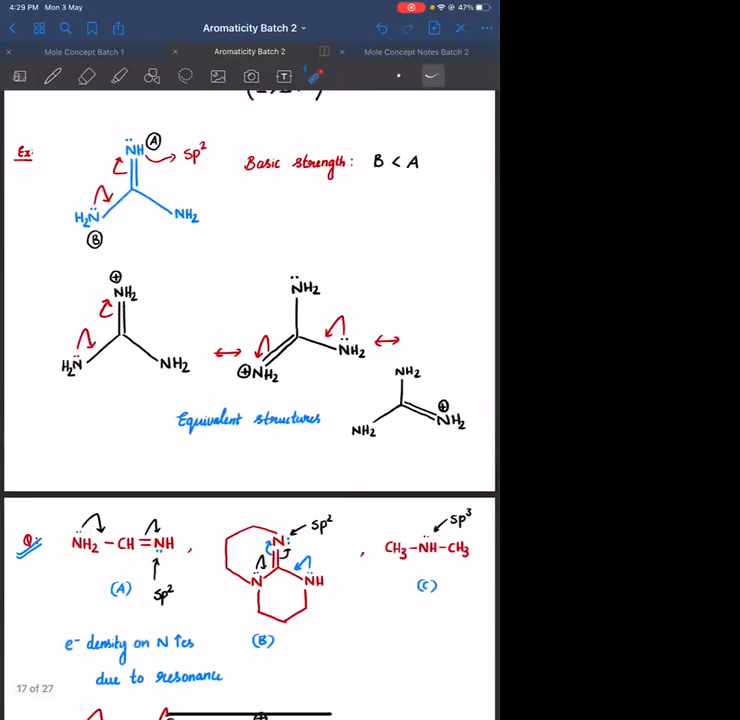 4:29 PM Mon 3 May
47%
Aromaticity Batch 2
Mole Concept Batch 1
Aromaticity Batch 2
Mole Concept Notes Batch 2
Ex:
NH
A
sp²
Basic strength: B < A
H₂N
NH₂
B
⊕
NH₂
H₂N
NH₂
NH₂
⊕NH₂
NH₂
NH₂
NH₂
⊕
NH₂
Equivalent structures
Q:
NH₂ - CH = NH ,
sp²
(A)
N:
sp²
N
NH
,
(B)
CH₃-NH-CH₃
sp³
(C)
e⁻ density on N ↑es
due to resonance
17 of 27